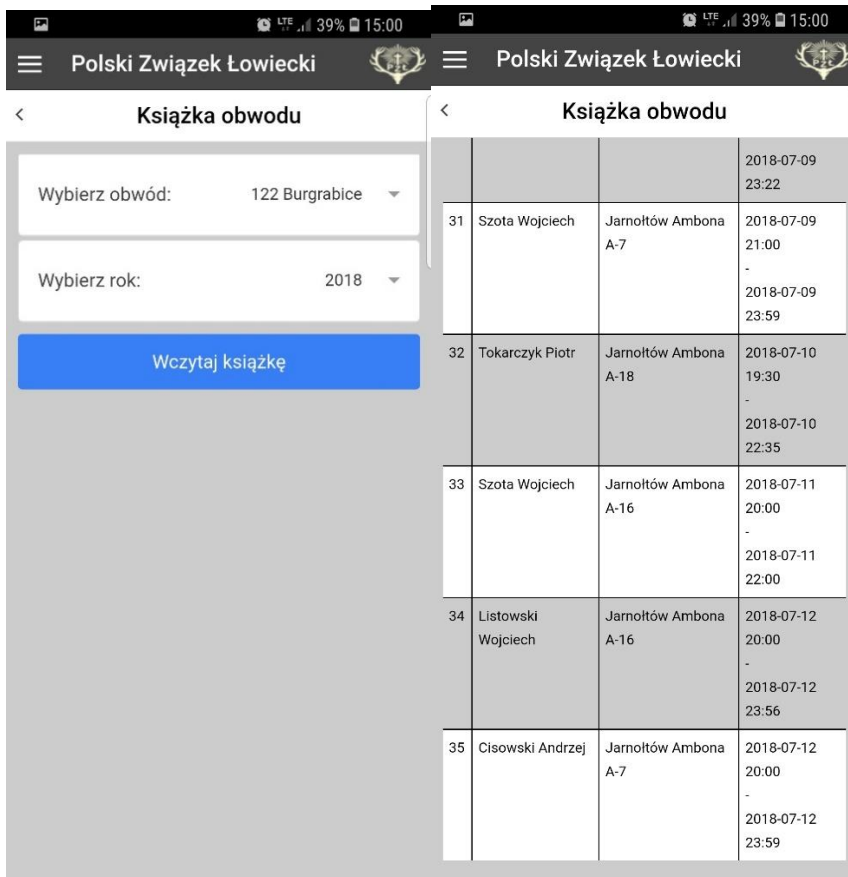 LTE 39% 15:00
Polski Związek Łowiecki
PZŁ
Książka obwodu
Wybierz obwód: 122 Burgrabice
Wybierz rok: 2018
Wczytaj książkę
LTE 39% 15:00
Polski Związek Łowiecki
PZŁ
Książka obwodu
2018-07-09
23:22
31 Szota Wojciech Jarnołtów Ambona 2018-07-09
A-7 21:00
-
2018-07-09
23:59
32 Tokarczyk Piotr Jarnołtów Ambona 2018-07-10
A-18 19:30
-
2018-07-10
22:35
33 Szota Wojciech Jarnołtów Ambona 2018-07-11
A-16 20:00
-
2018-07-11
22:00
34 Listowski Jarnołtów Ambona 2018-07-12
Wojciech A-16 20:00
-
2018-07-12
23:56
35 Cisowski Andrzej Jarnołtów Ambona 2018-07-12
A-7 20:00
-
2018-07-12
23:59